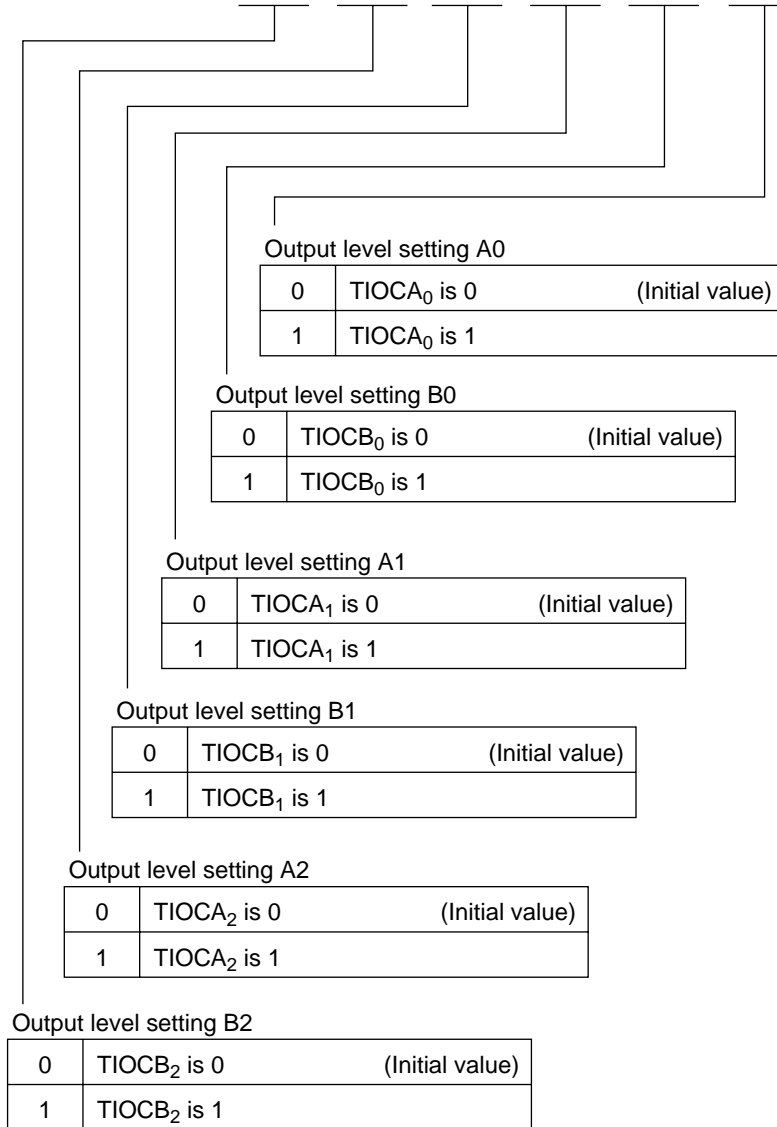 Output level setting A0
0 TIOCA₀ is 0 (Initial value)
1 TIOCA₀ is 1
Output level setting B0
0 TIOCB₀ is 0 (Initial value)
1 TIOCB₀ is 1
Output level setting A1
0 TIOCA₁ is 0 (Initial value)
1 TIOCA₁ is 1
Output level setting B1
0 TIOCB₁ is 0 (Initial value)
1 TIOCB₁ is 1
Output level setting A2
0 TIOCA₂ is 0 (Initial value)
1 TIOCA₂ is 1
Output level setting B2
0 TIOCB₂ is 0 (Initial value)
1 TIOCB₂ is 1